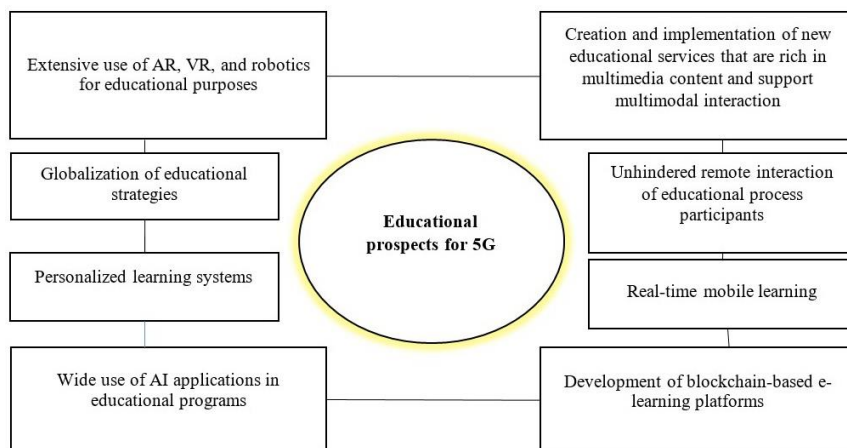 Extensive use of AR, VR, and robotics
for educational purposes
Creation and implementation of new
educational services that are rich in
multimedia content and support
multimodal interaction
Globalization of educational
strategies
Unhindered remote interaction
of educational process
participants
Educational
prospects for 5G
Personalized learning systems
Real-time mobile learning
Wide use of AI applications in
educational programs
Development of blockchain-based e-
learning platforms